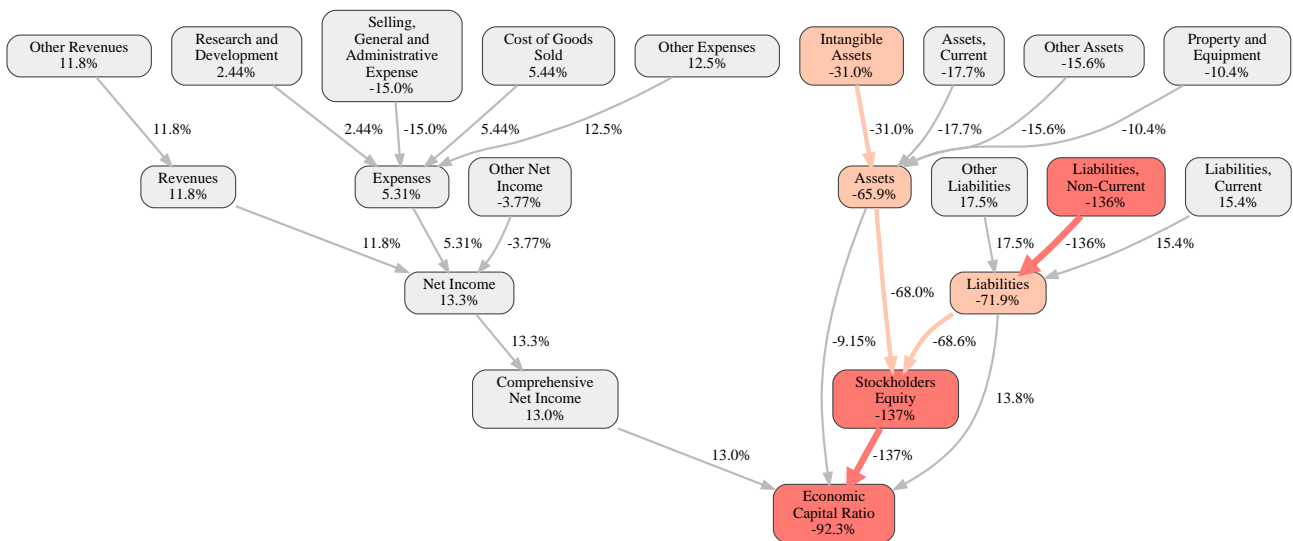 Other Revenues
11.8%
Research and
Development
2.44%
Selling,
General and
Administrative
Expense
-15.0%
Cost of Goods
Sold
5.44%
Other Expenses
12.5%
Intangible
Assets
-31.0%
Assets,
Current
-17.7%
Other Assets
-15.6%
Property and
Equipment
-10.4%
11.8%
2.44%
-15.0%
5.44%
12.5%
-31.0%
-17.7%
-15.6%
-10.4%
Revenues
11.8%
Expenses
5.31%
Other Net
Income
-3.77%
Assets
-65.9%
Other
Liabilities
17.5%
Liabilities,
Non-Current
-136%
Liabilities,
Current
15.4%
11.8%
5.31%
-3.77%
17.5%
-136%
15.4%
Net Income
13.3%
-68.0%
Liabilities
-71.9%
13.3%
-9.15%
-68.6%
Comprehensive
Net Income
13.0%
Stockholders
Equity
-137%
13.8%
13.0%
-137%
Economic
Capital Ratio
-92.3%